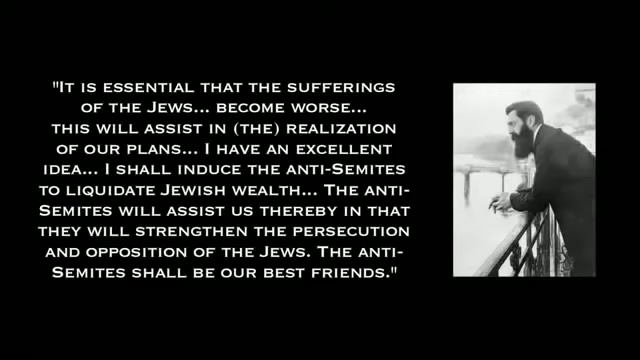 "It is essential that the sufferings
of the Jews... become worse...
this will assist in (the) realization
of our plans... I have an excellent
idea... I shall induce the anti-Semites
to liquidate Jewish wealth... The anti-
Semites will assist us thereby in that
they will strengthen the persecution
and opposition of the Jews. The anti-
Semites shall be our best friends."